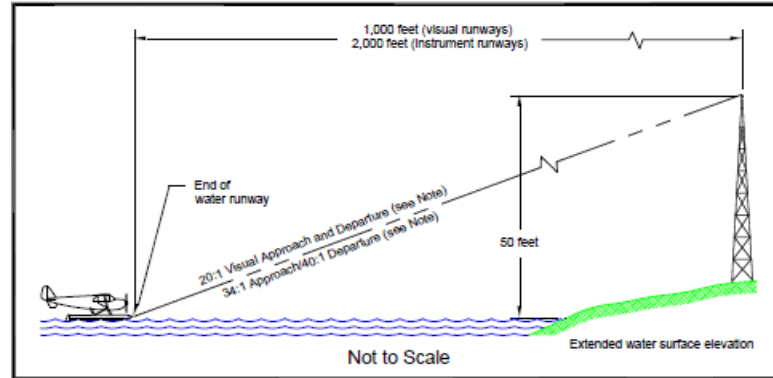 1,000 feet (visual runways)
2,000 feet (instrument runways)
End of
water runway
20:1 Visual Approach and Departure (see Note)
34:1 Approach/40:1 Departure (see Note)
50 feet
Extended water surface elevation
Not to Scale